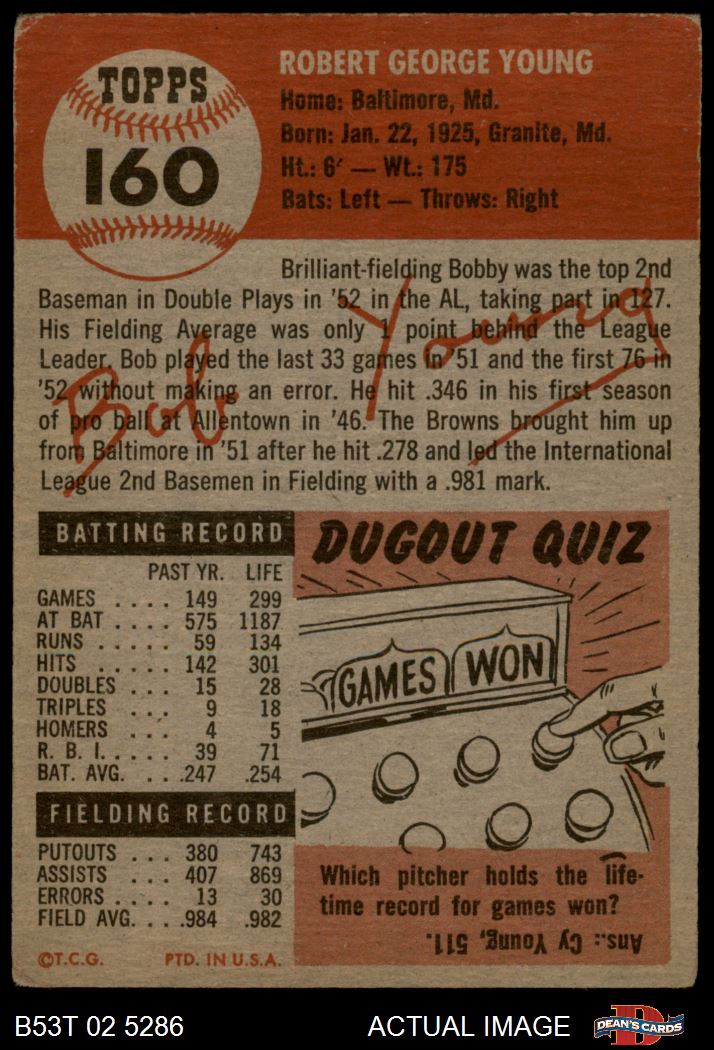 TOPPS
160
ROBERT GEORGE YOUNG
Home: Baltimore, Md.
Born: Jan. 22, 1925, Granite, Md.
Ht.: 6' — Wt.: 175
Bats: Left — Throws: Right
Brilliant-fielding Bobby was the top 2nd
Baseman in Double Plays in '52 in the AL, taking part in 127.
His Fielding Average was only 1 point behind the League
Leader. Bob played the last 33 games in '51 and the first 76 in
'52 without making an error. He hit .346 in his first season
of pro ball at Allentown in '46. The Browns brought him up
from Baltimore in '51 after he hit .278 and led the International
League 2nd Basemen in Fielding with a .981 mark.
Bob Young
BATTING RECORD
PAST YR. LIFE
GAMES .... 149 299
AT BAT .... 575 1187
RUNS ..... 59 134
HITS ..... 142 301
DOUBLES ... 15 28
TRIPLES ... 9 18
HOMERS ... 4 5
R. B. I. .... 39 71
BAT. AVG. ... .247 .254
FIELDING RECORD
PUTOUTS ... 380 743
ASSISTS ... 407 869
ERRORS ... 13 30
FIELD AVG. ... .984 .982
©T.C.G. PTD. IN U.S.A.
DUGOUT QUIZ
GAMES WON
Which pitcher holds the life-
time record for games won?
Ans.: Cy Young, 511.
B53T 02 5286 ACTUAL IMAGE
DEAN'S CARDS